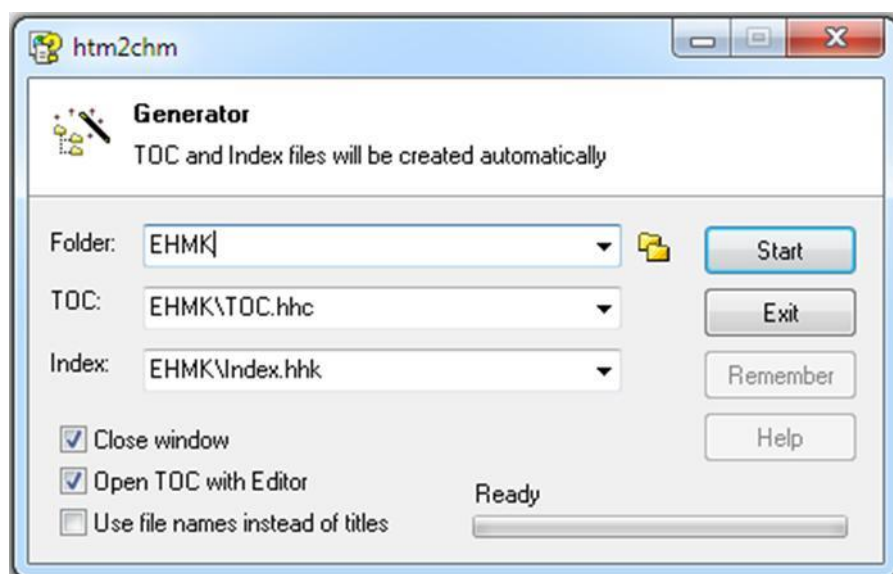 htm2chm
Generator
TOC and Index files will be created automatically
Folder: EHMK Start
TOC: EHMK\TOC.hhc Exit
Index: EHMK\Index.hhk Remember
Close window Help
Open TOC with Editor
Ready
Use file names instead of titles